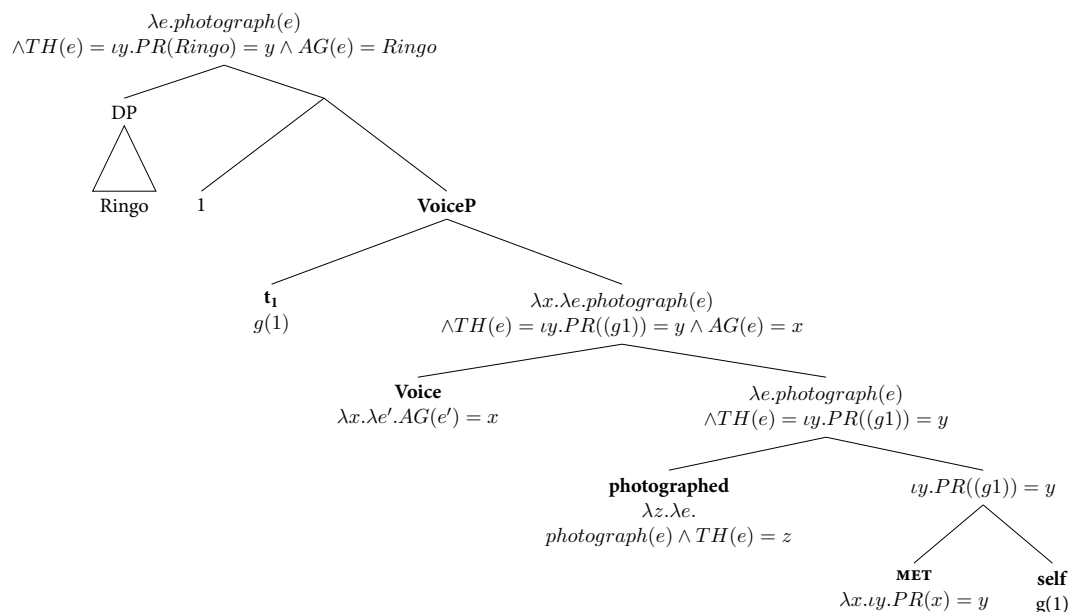 λe.photograph(e)
∧TH(e) = ιy.PR(Ringo) = y ∧ AG(e) = Ringo
DP
Ringo
1
VoiceP
t₁
g(1)
λx.λe.photograph(e)
∧TH(e) = ιy.PR((g1)) = y ∧ AG(e) = x
Voice
λx.λe′.AG(e′) = x
λe.photograph(e)
∧TH(e) = ιy.PR((g1)) = y
photographed
λz.λe.
photograph(e) ∧ TH(e) = z
ιy.PR((g1)) = y
MET
λx.ιy.PR(x) = y
self
g(1)